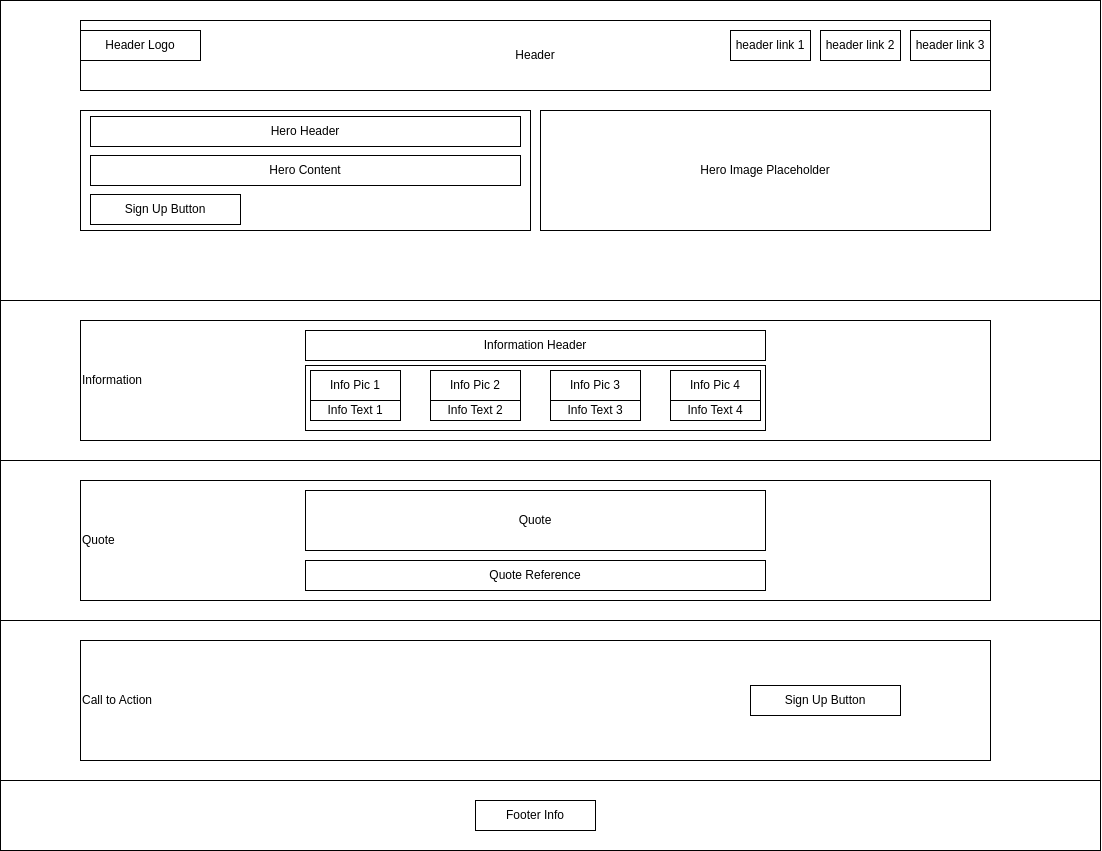 Header Logo
Header
header link 1
header link 2
header link 3
Hero Header
Hero Content
Sign Up Button
Hero Image Placeholder
Information
Information Header
Info Pic 1
Info Pic 2
Info Pic 3
Info Pic 4
Info Text 1
Info Text 2
Info Text 3
Info Text 4
Quote
Quote
Quote Reference
Call to Action
Sign Up Button
Footer Info